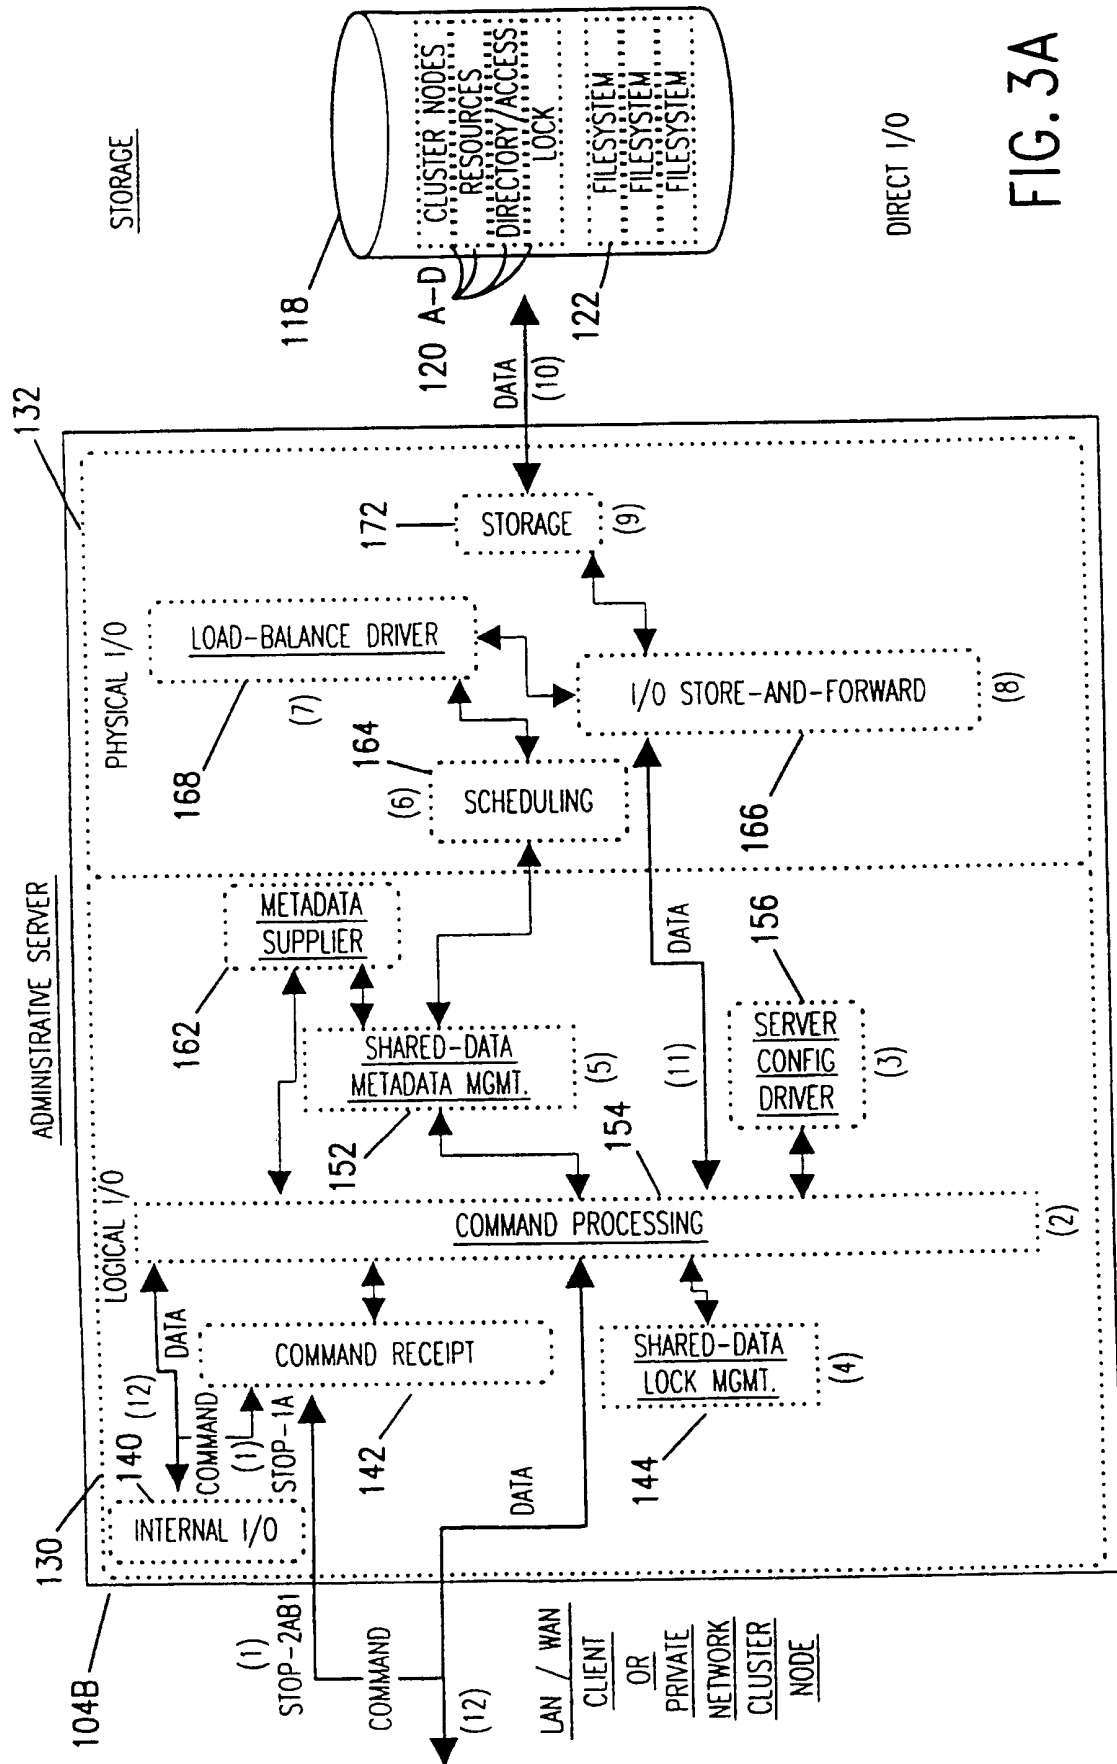 ADMINISTRATIVE SERVER
STORAGE
104B
130
132
118
LOGICAL I/O
PHYSICAL I/O
INTERNAL I/O
140
(12)
DATA
COMMAND
(1)
STOP-1A
(1)
STOP-2AB1
COMMAND
(12)
DATA
LAN / WAN
CLIENT
OR
PRIVATE
NETWORK
CLUSTER
NODE
COMMAND RECEIPT
142
SHARED-DATA
LOCK MGMT.
(4)
144
COMMAND PROCESSING
(2)
154
METADATA
SUPPLIER
162
SHARED-DATA
METADATA MGMT.
(5)
152
DATA
(11)
SERVER
CONFIG
DRIVER
(3)
156
LOAD-BALANCE DRIVER
168
(7)
SCHEDULING
164
(6)
I/O STORE-AND-FORWARD
(8)
166
STORAGE
172
(9)
DATA
(10)
120 A-D
CLUSTER NODES
RESOURCES
DIRECTORY/ACCESS
LOCK
FILESYSTEM
FILESYSTEM
FILESYSTEM
122
DIRECT I/O
FIG. 3A